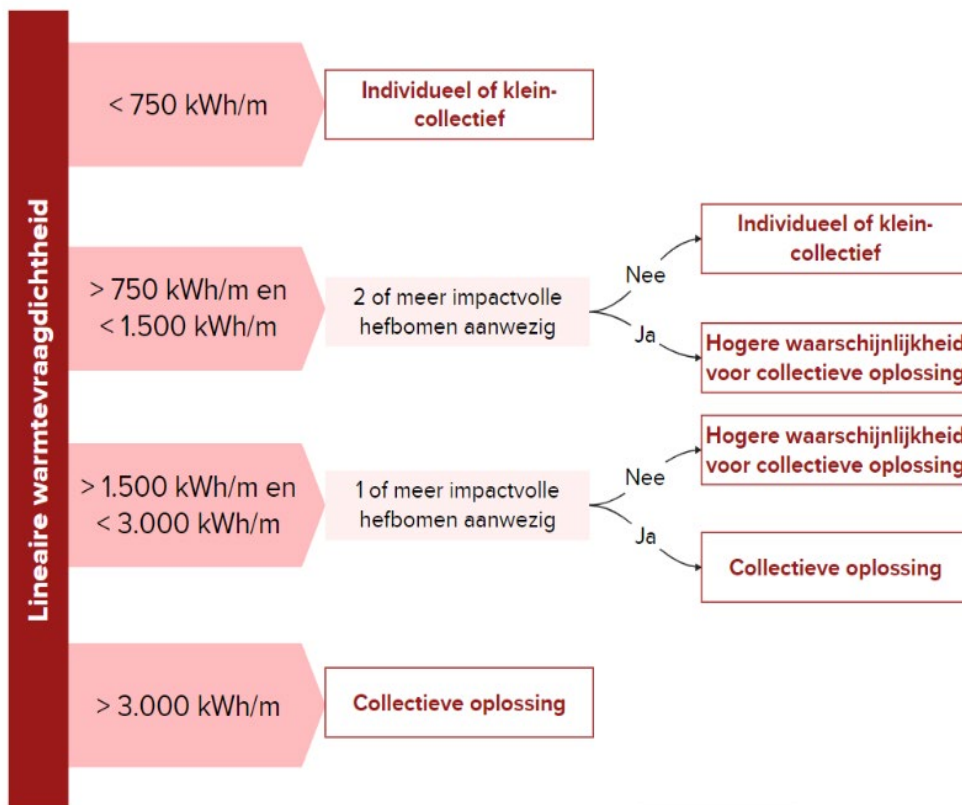 Lineaire warmtevraagdichtheid
< 750 kWh/m
Individueel of klein-
collectief
> 750 kWh/m en
< 1.500 kWh/m
2 of meer impactvolle
hefbomen aanwezig
Nee
Individueel of klein-
collectief
Ja
Hogere waarschijnlijkheid
voor collectieve oplossing
> 1.500 kWh/m en
< 3.000 kWh/m
1 of meer impactvolle
hefbomen aanwezig
Nee
Hogere waarschijnlijkheid
voor collectieve oplossing
Ja
Collectieve oplossing
> 3.000 kWh/m
Collectieve oplossing